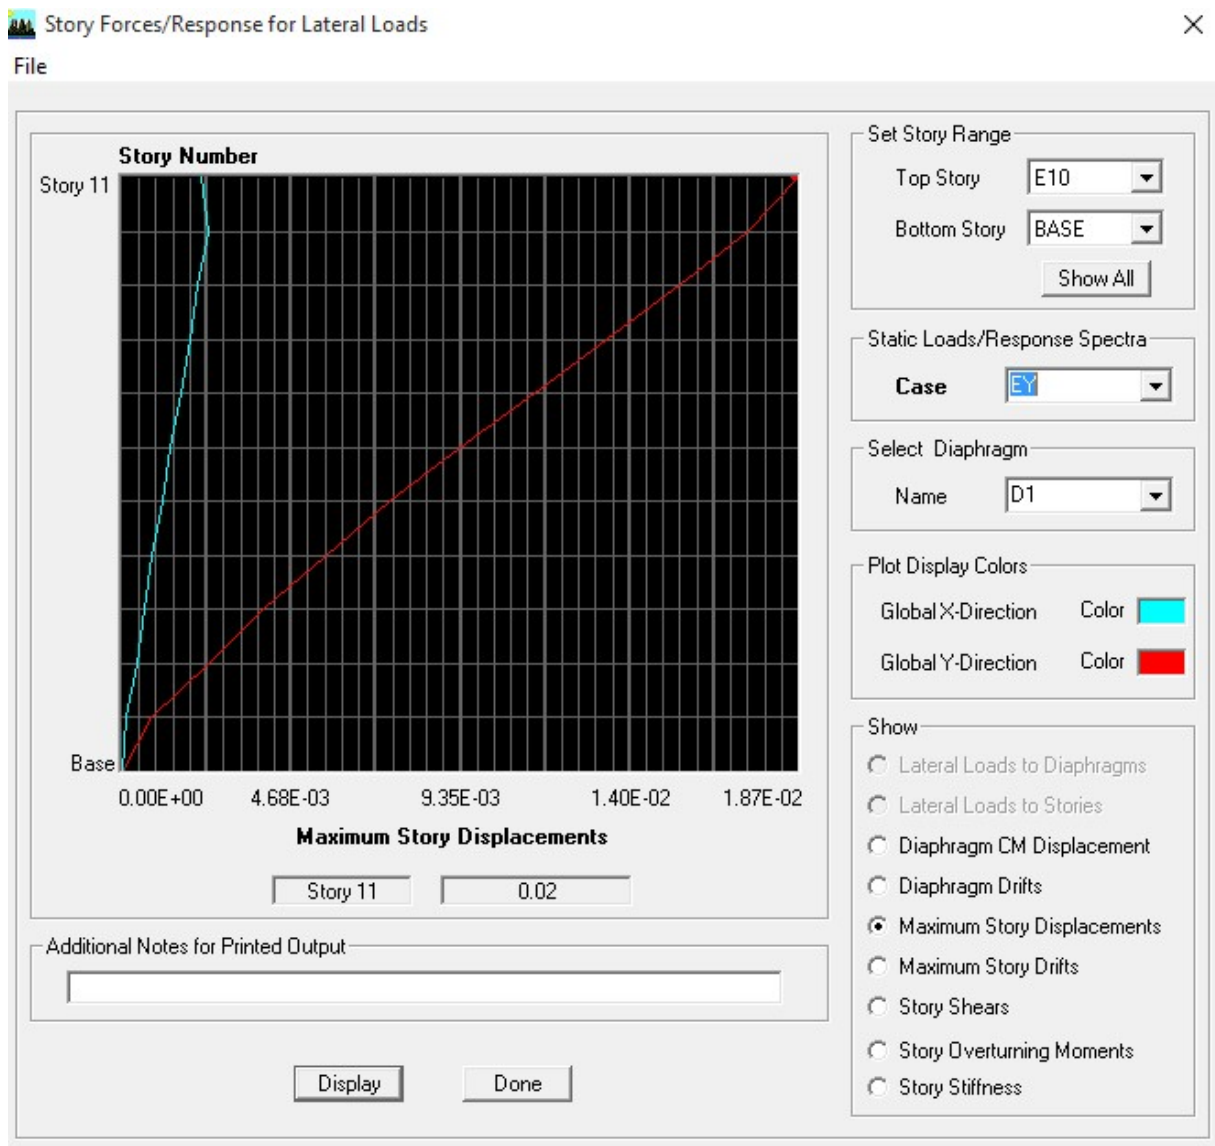 Story Forces/Response for Lateral Loads
File
Story Number
Story 11
Base
0.00E+00 4.68E-03 9.35E-03 1.40E-02 1.87E-02
Maximum Story Displacements
Story 11 0.02
Additional Notes for Printed Output
Display Done
Set Story Range
Top Story E10
Bottom Story BASE
Show All
Static Loads/Response Spectra
Case EY
Select Diaphragm
Name D1
Plot Display Colors
Global X-Direction Color
Global Y-Direction Color
Show
Lateral Loads to Diaphragms
Lateral Loads to Stories
Diaphragm CM Displacement
Diaphragm Drifts
Maximum Story Displacements
Maximum Story Drifts
Story Shears
Story Overturning Moments
Story Stiffness